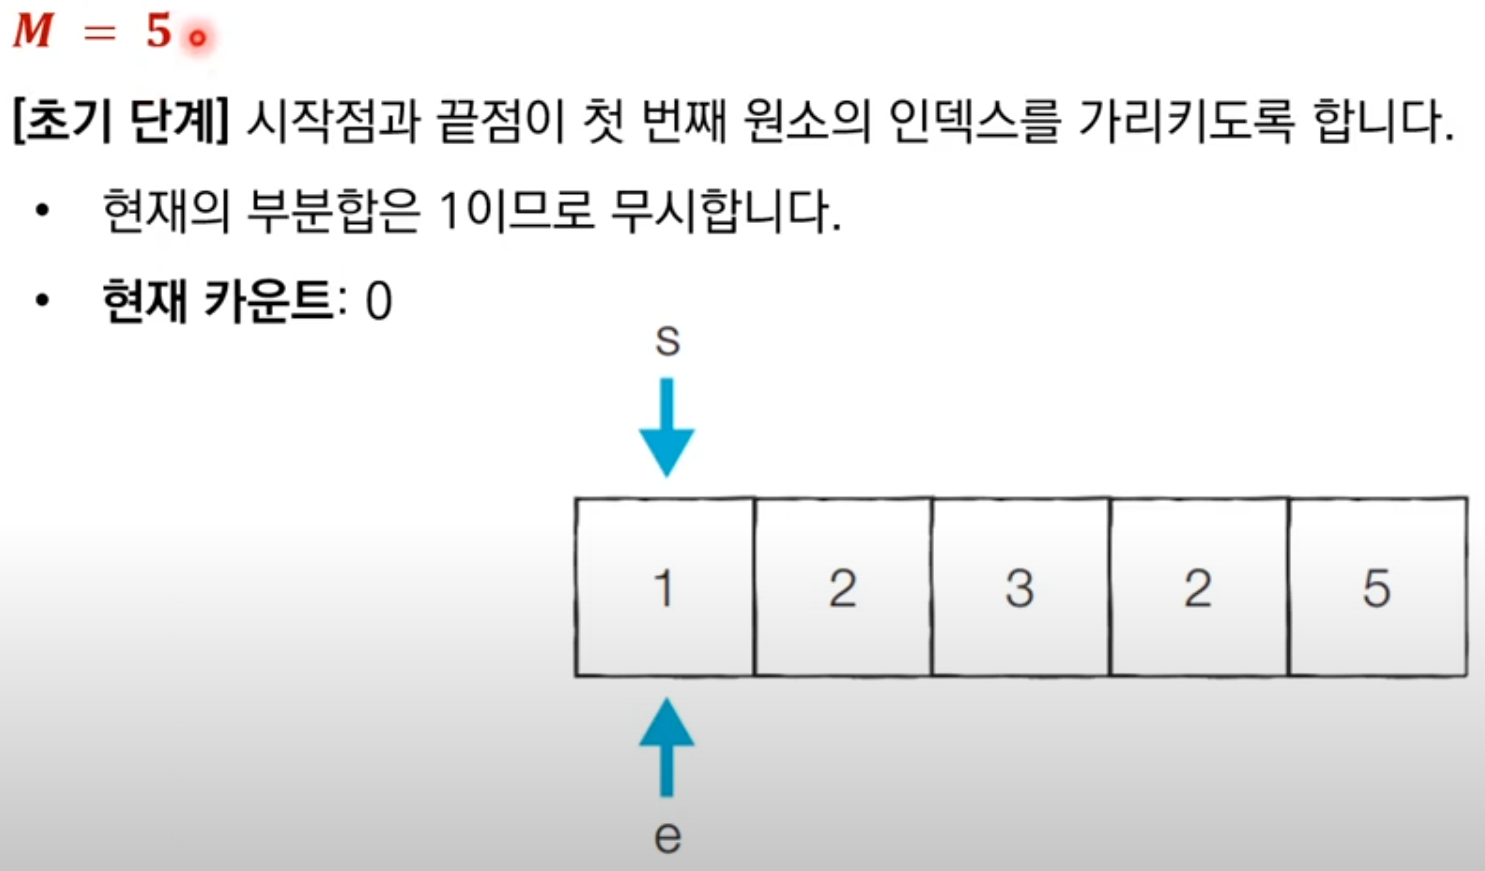 M = 5
[초기 단계] 시작점과 끝점이 첫 번째 원소의 인덱스를 가리키도록 합니다.
• 현재의 부분합은 1이므로 무시합니다.
• 현재 카운트: 0
s
1 2 3 2 5
e